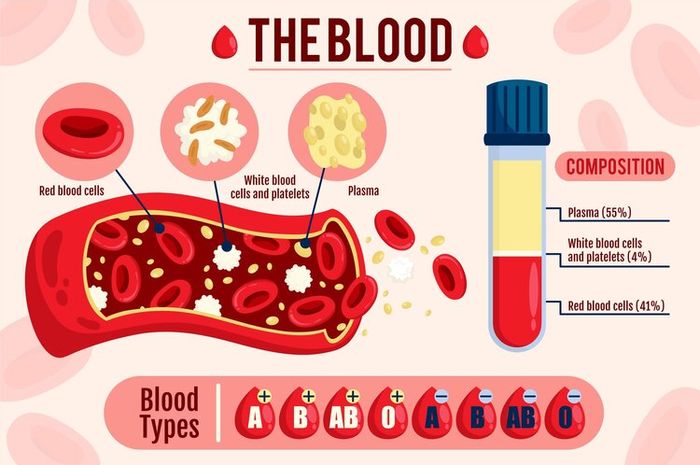 THE BLOOD
Red blood cells
White blood
cells and platelets
Plasma
COMPOSITION
Plasma (55%)
White blood cells
and platelets (4%)
Red blood cells (41%)
Blood
Types
A+ B+ AB+ O+ A- B- AB- O-